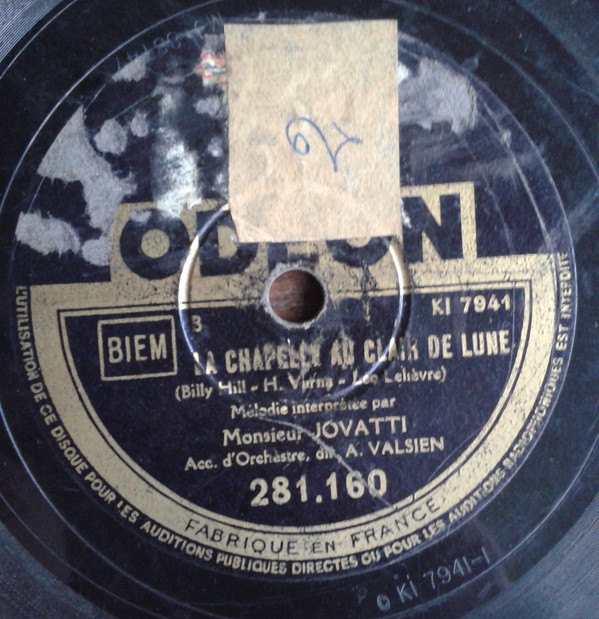 ODEON
KI 7941
BIEM
3
LA CHAPELLE AU CLAIR DE LUNE
(Billy Hill - H. Varna - Léo Lelièvre)
Mélodie interprétée par
Monsieur JOVATTI
Acc. d'Orchestre, dir. A. VALSIEN
281.160
FABRIQUÉ EN FRANCE
L'UTILISATION DE CE DISQUE POUR LES AUDITIONS PUBLIQUES DIRECTES OU POUR LES AUDITIONS RADIOPHONIQUES EST INTERDITE
KI 7941-1